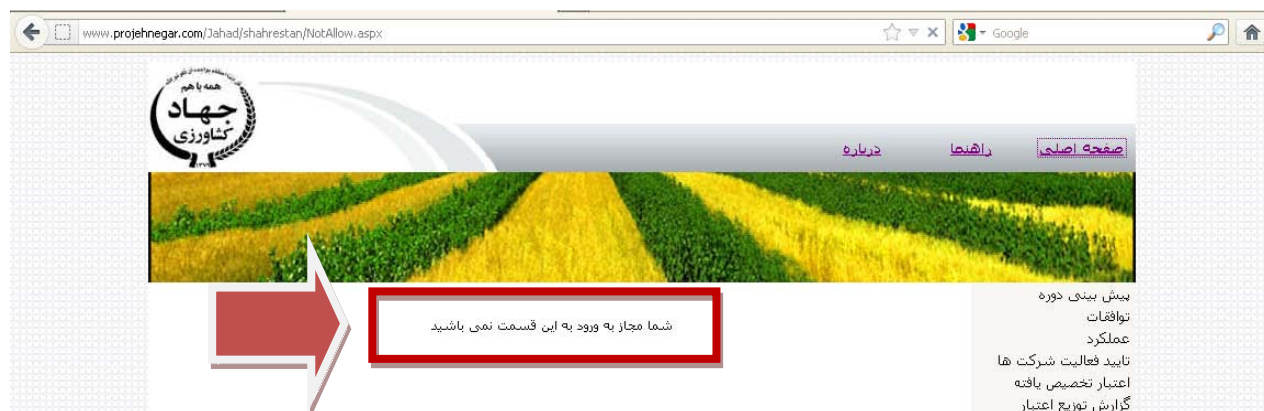 www.projehnegar.com/Jahad/shahrestan/NotAllow.aspx
Google
همه با هم
جهاد
کشاورزی
صفحه اصلی
راهنما
درباره
شما مجاز به ورود به این قسمت نمی باشید
پیش بینی دوره
توافقات
عملکرد
تایید فعالیت شرکت ها
اعتبار تخصیص یافته
گزارش توزیع اعتبار